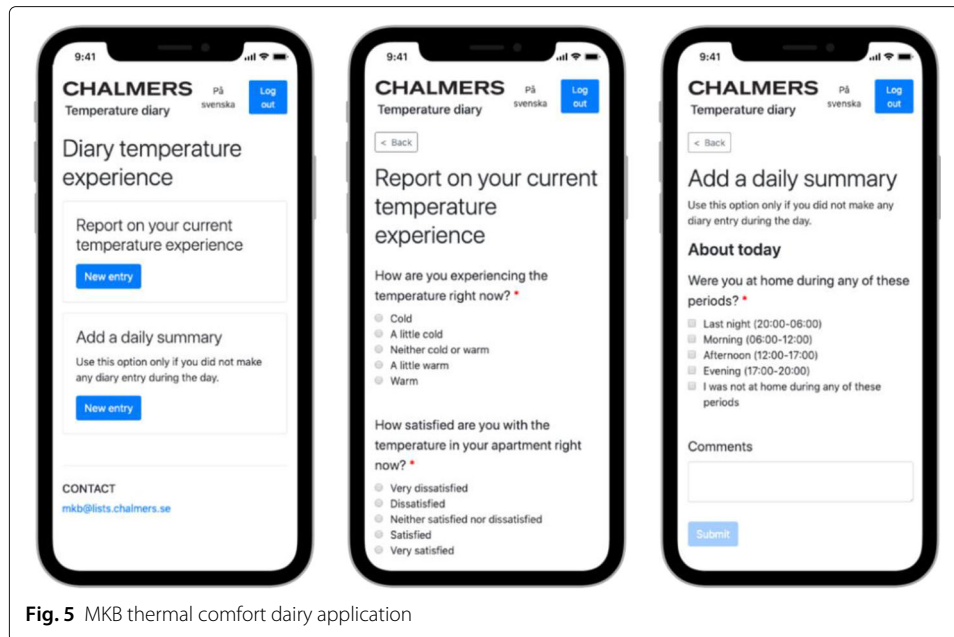 9:41
CHALMERS
Temperature diary
På
svenska
Log
out
Diary temperature
experience
Report on your current
temperature experience
New entry
Add a daily summary
Use this option only if you did not make
any diary entry during the day.
New entry
CONTACT
mkb@lists.chalmers.se
9:41
CHALMERS
Temperature diary
På
svenska
Log
out
< Back
Report on your current
temperature
experience
How are you experiencing the
temperature right now? *
Cold
A little cold
Neither cold or warm
A little warm
Warm
How satisfied are you with the
temperature in your apartment right
now? *
Very dissatisfied
Dissatisfied
Neither satisfied nor dissatisfied
Satisfied
Very satisfied
9:41
CHALMERS
Temperature diary
På
svenska
Log
out
< Back
Add a daily summary
Use this option only if you did not make any
diary entry during the day.
About today
Were you at home during any of these
periods? *
Last night (20:00-06:00)
Morning (06:00-12:00)
Afternoon (12:00-17:00)
Evening (17:00-20:00)
I was not at home during any of these
periods
Comments
Submit
Fig. 5 MKB thermal comfort dairy application